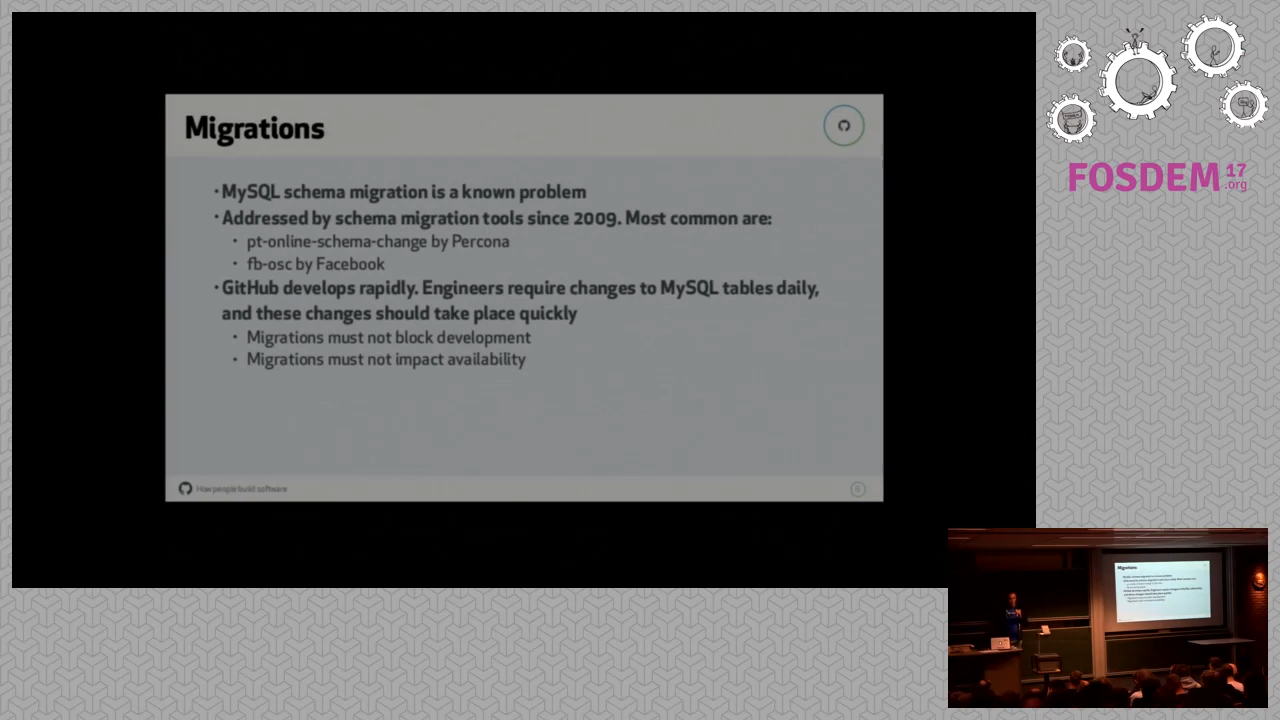 Migrations
· MySQL schema migration is a known problem
· Addressed by schema migration tools since 2009. Most common are:
· pt-online-schema-change by Percona
· fb-osc by Facebook
· GitHub develops rapidly. Engineers require changes to MySQL tables daily,
and these changes should take place quickly
· Migrations must not block development
· Migrations must not impact availability
How people build software
FOSDEM 17
.org
Migrations